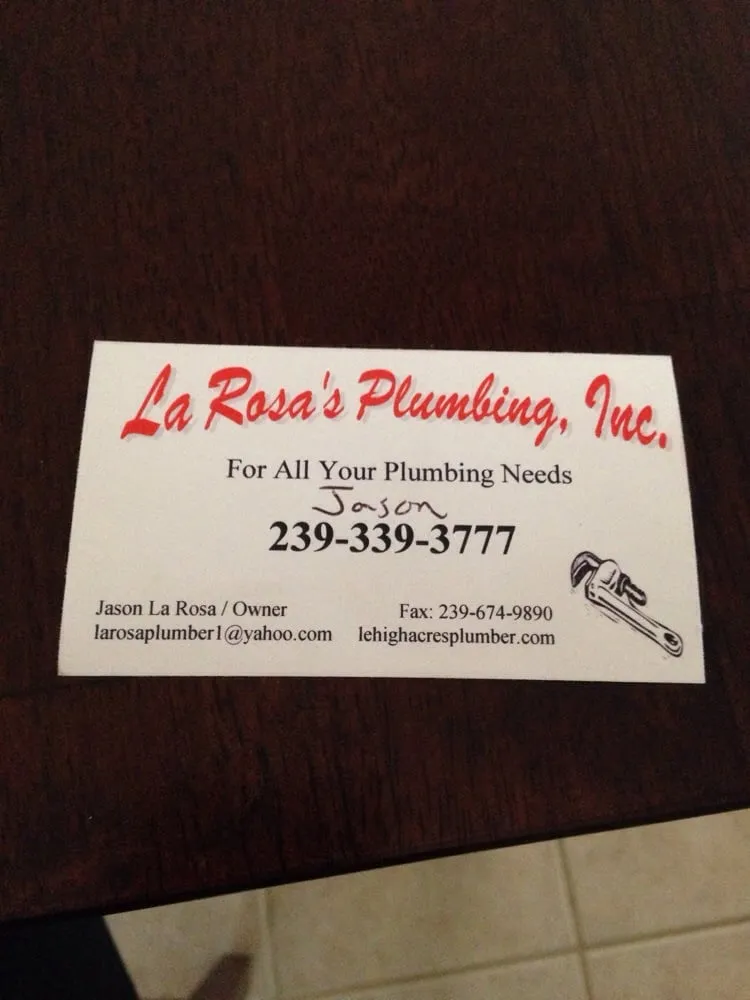 La Rosa's Plumbing, Inc.
For All Your Plumbing Needs
Jason
239-339-3777
Jason La Rosa / Owner
Fax: 239-674-9890
larosaplumber1@yahoo.com
lehighacresplumber.com